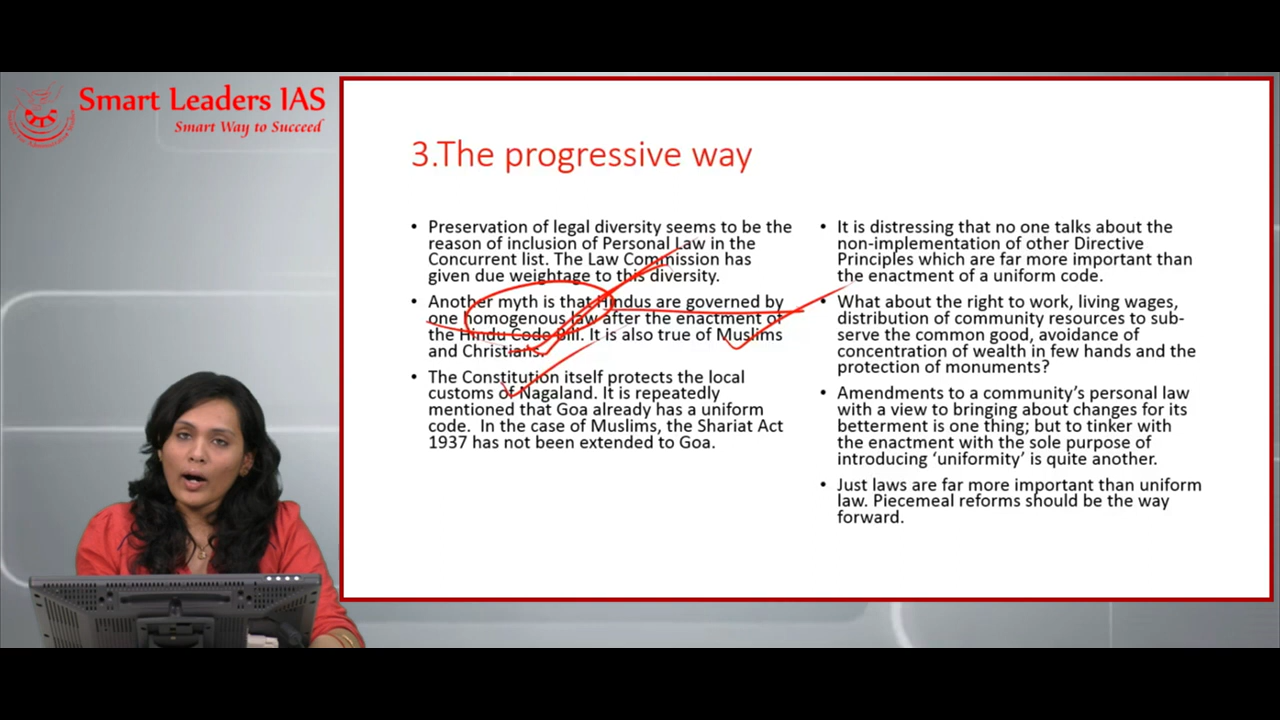 Smart Leaders IAS
Smart Way to Succeed
3.The progressive way
• Preservation of legal diversity seems to be the
reason of inclusion of Personal Law in the
Concurrent list. The Law Commission has
given due weightage to this diversity.
• Another myth is that Hindus are governed by
one homogenous law after the enactment of
the Hindu Code Bill. It is also true of Muslims
and Christians.
• The Constitution itself protects the local
customs of Nagaland. It is repeatedly
mentioned that Goa already has a uniform
code. In the case of Muslims, the Shariat Act
1937 has not been extended to Goa.
• It is distressing that no one talks about the
non-implementation of other Directive
Principles which are far more important than
the enactment of a uniform code.
• What about the right to work, living wages,
distribution of community resources to sub-
serve the common good, avoidance of
concentration of wealth in few hands and the
protection of monuments?
• Amendments to a community’s personal law
with a view to bringing about changes for its
betterment is one thing; but to tinker with
the enactment with the sole purpose of
introducing ‘uniformity’ is quite another.
• Just laws are far more important than uniform
law. Piecemeal reforms should be the way
forward.